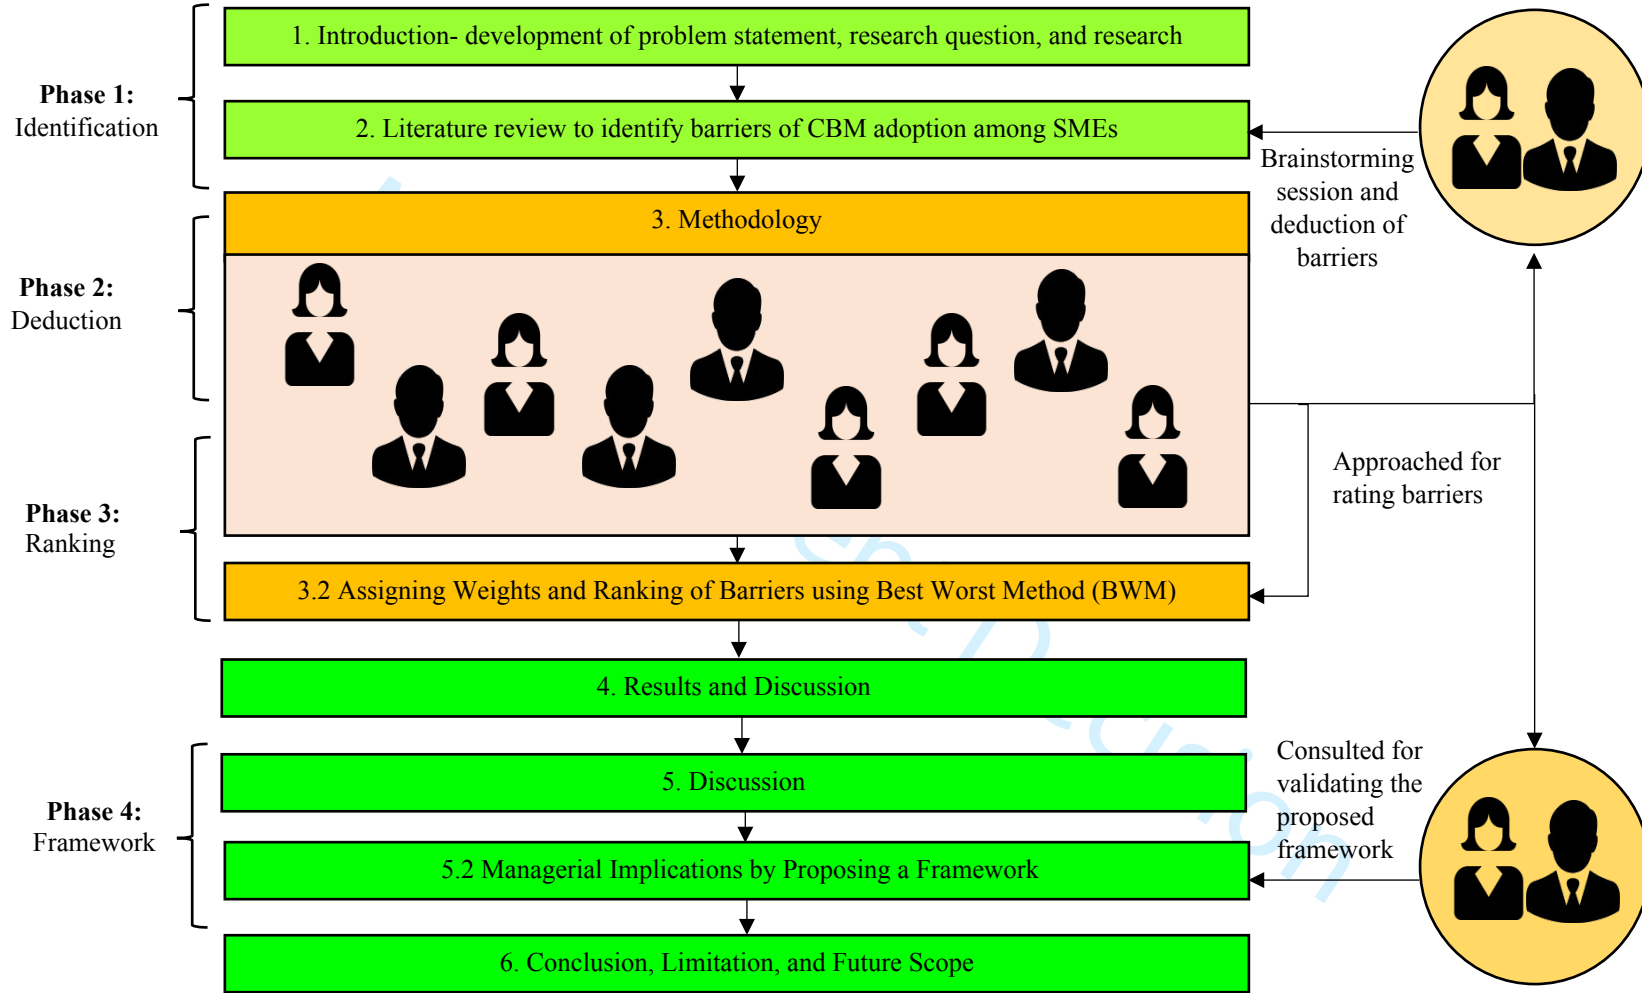 1. Introduction- development of problem statement, research question, and research
Phase 1:
Identification
2. Literature review to identify barriers of CBM adoption among SMEs
Brainstorming
session and
deduction of
barriers
3. Methodology
Phase 2:
Deduction
Approached for
rating barriers
Phase 3:
Ranking
3.2 Assigning Weights and Ranking of Barriers using Best Worst Method (BWM)
4. Results and Discussion
Consulted for
validating the
proposed
framework
5. Discussion
Phase 4:
Framework
5.2 Managerial Implications by Proposing a Framework
6. Conclusion, Limitation, and Future Scope